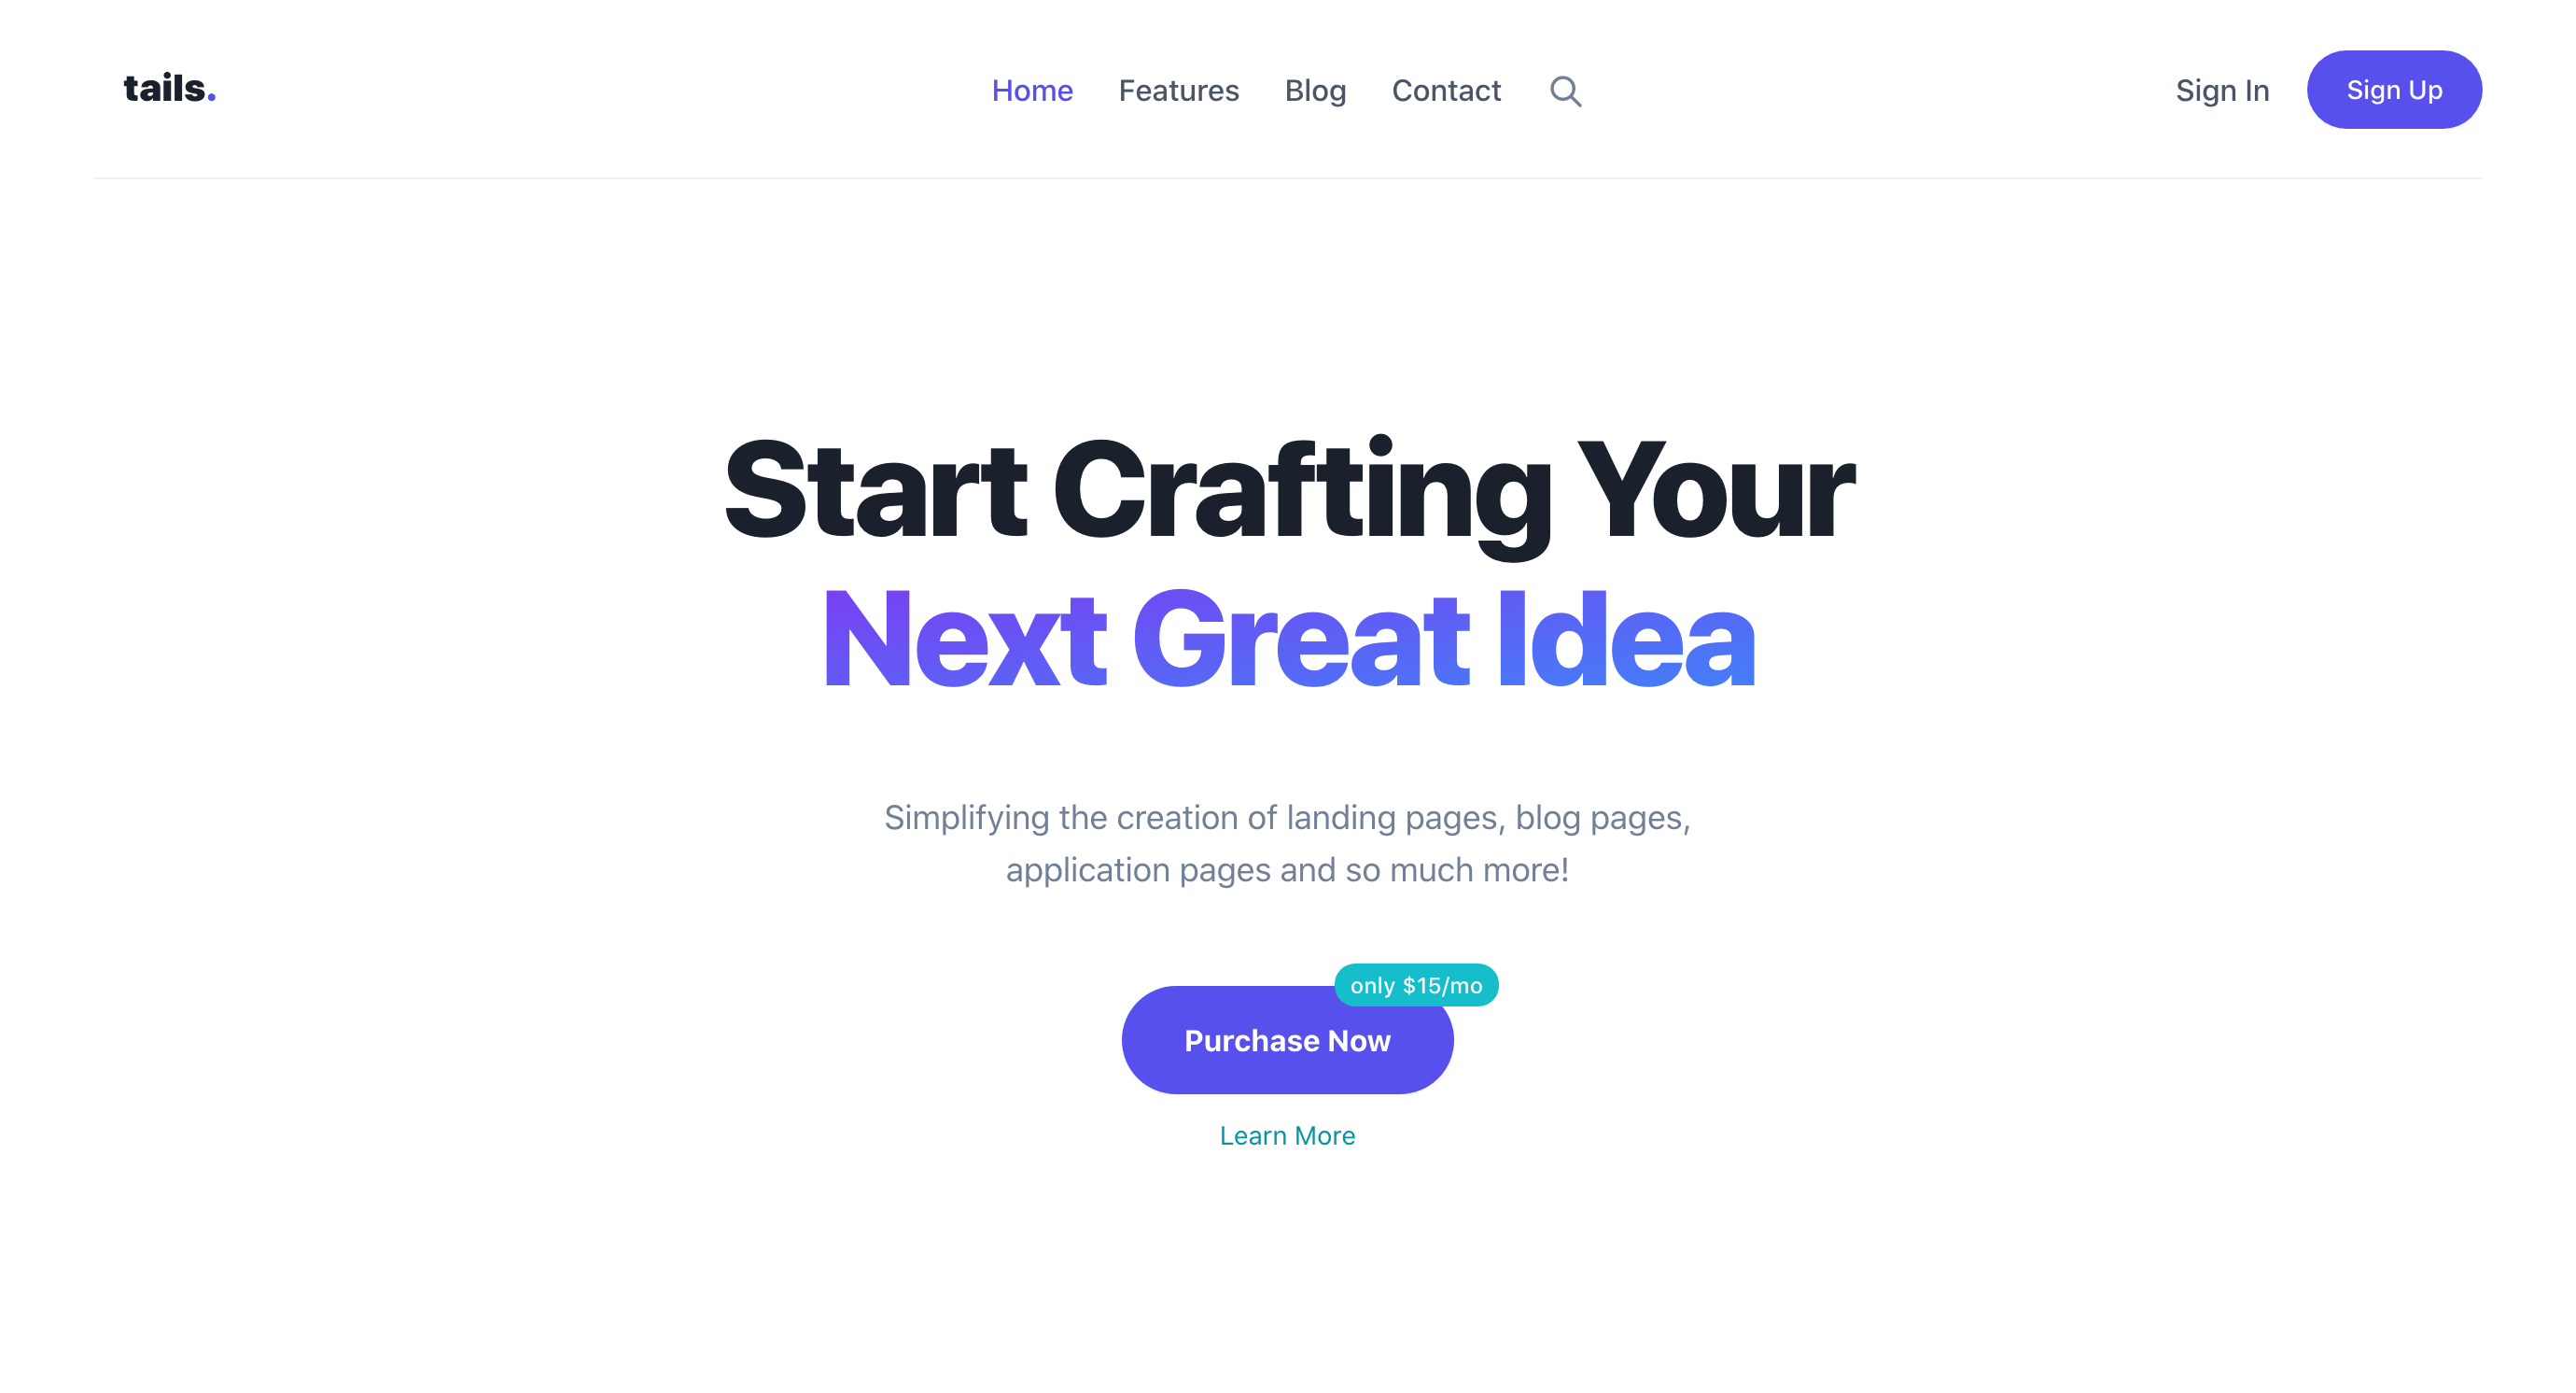 tails.
Home Features Blog Contact
Sign In Sign Up
Start Crafting Your
Next Great Idea
Simplifying the creation of landing pages, blog pages,
application pages and so much more!
only $15/mo
Purchase Now
Learn More